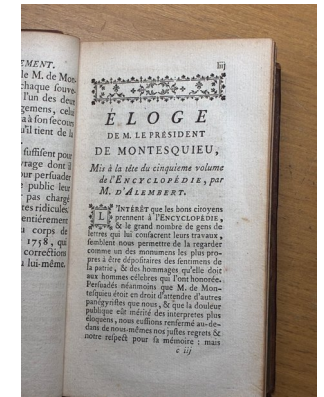 EMENT.
le M. de Mon-
chaque souve-
l'un des deux
gemens, celui
a à son secours
u'il tient de sa
suffisent pour
vrage dont il
our persuader
public leur
pas chargé
ces ridicules.
entiérement
u corps de
1758, qui
corrections
u lui-même.
liij
ÉLOGE
DE M. LE PRÉSIDENT
DE MONTESQUIEU,
Mis à la tête du cinquieme volume
de l'ENCYCLOPÉDIE, par
M. D'ALEMBERT.
L'INTÉRÊT que les bons citoyens
prennent à l'ENCYCLOPÉDIE,
& le grand nombre de gens de
lettres qui lui consacrent leurs travaux,
semblent nous permettre de la regarder
comme un des monumens les plus pro-
pres à être dépositaires des sentimens de
la patrie, & des hommages qu'elle doit
aux hommes célebres qui l'ont honorée.
Persuadés néanmoins que M. de Mon-
tesquieu étoit en droit d'attendre d'autres
panégyristes que nous, & que la douleur
publique eût mérité des interpretes plus
éloquens, nous eussions renfermé au-de-
dans de nous-mêmes nos justes regrets &
notre respect pour sa mémoire : mais
c iij